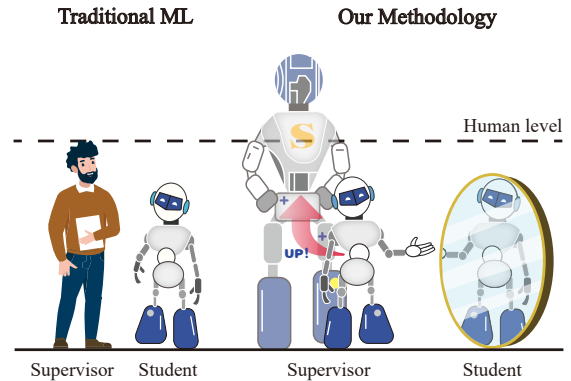 Traditional ML
Our Methodology
Human level
S
UP!
Supervisor
Student
Supervisor
Student